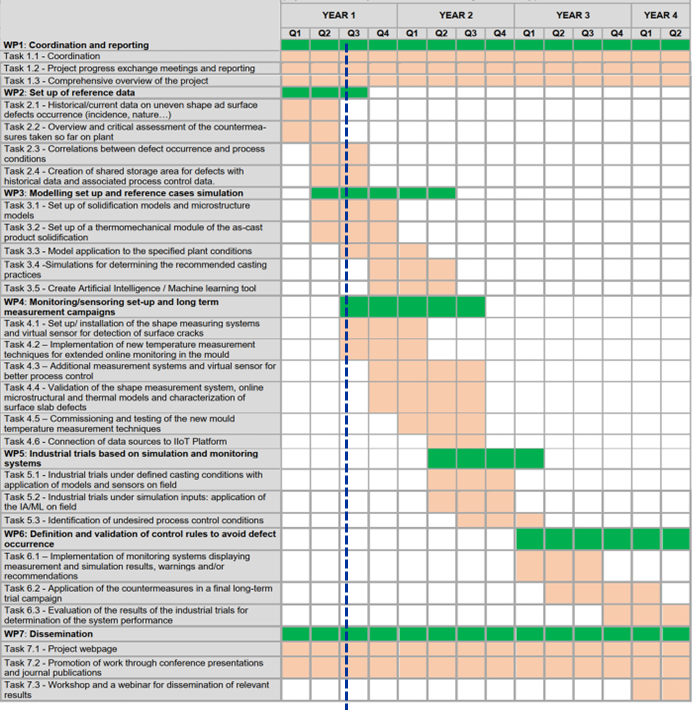 YEAR 1 YEAR 2 YEAR 3 YEAR 4
Q1 Q2 Q3 Q4 Q1 Q2 Q3 Q4 Q1 Q2 Q3 Q4 Q1 Q2
WP1: Coordination and reporting
Task 1.1 - Coordination
Task 1.2 - Project progress exchange meetings and reporting
Task 1.3 - Comprehensive overview of the project
WP2: Set up of reference data
Task 2.1 - Historical/current data on uneven shape ad surface
defects occurrence (incidence, nature…)
Task 2.2 - Overview and critical assessment of the countermea-
sures taken so far on plant
Task 2.3 - Correlations between defect occurrence and process
conditions
Task 2.4 - Creation of shared storage area for defects with
historical data and associated process control data.
WP3: Modelling set up and reference cases simulation
Task 3.1 - Set up of solidification models and microstructure
models
Task 3.2 - Set up of a thermomechanical module of the as-cast
product solidification
Task 3.3 - Model application to the specified plant conditions
Task 3.4 -Simulations for determining the recommended casting
practices
Task 3.5 - Create Artificial Intelligence / Machine learning tool
WP4: Monitoring/sensoring set-up and long term
measurement campaigns
Task 4.1 - Set up/ installation of the shape measuring systems
and virtual sensor for detection of surface cracks
Task 4.2 – Implementation of new temperature measurement
techniques for extended online monitoring in the mould
Task 4.3 – Additional measurement systems and virtual sensor for
better process control
Task 4.4 - Validation of the shape measurement system, online
microstructural and thermal models and characterization of
surface slab defects
Task 4.5 – Commissioning and testing of the new mould
temperature measurement techniques
Task 4.6 - Connection of data sources to IIoT Platform
WP5: Industrial trials based on simulation and monitoring
systems
Task 5.1 - Industrial trials under defined casting conditions with
application of models and sensors on field
Task 5.2 - Industrial trials under simulation inputs: application of
the IA/ML on field
Task 5.3 - Identification of undesired process control conditions
WP6: Definition and validation of control rules to avoid defect
occurrence
Task 6.1 – Implementation of monitoring systems displaying
measurement and simulation results, warnings and/or
recommendations
Task 6.2 - Application of the countermeasures in a final long-term
trial campaign
Task 6.3 - Evaluation of the results of the industrial trials for
determination of the system performance
WP7: Dissemination
Task 7.1 - Project webpage
Task 7.2 - Promotion of work through conference presentations
and journal publications
Task 7.3 - Workshop and a webinar for dissemination of relevant
results